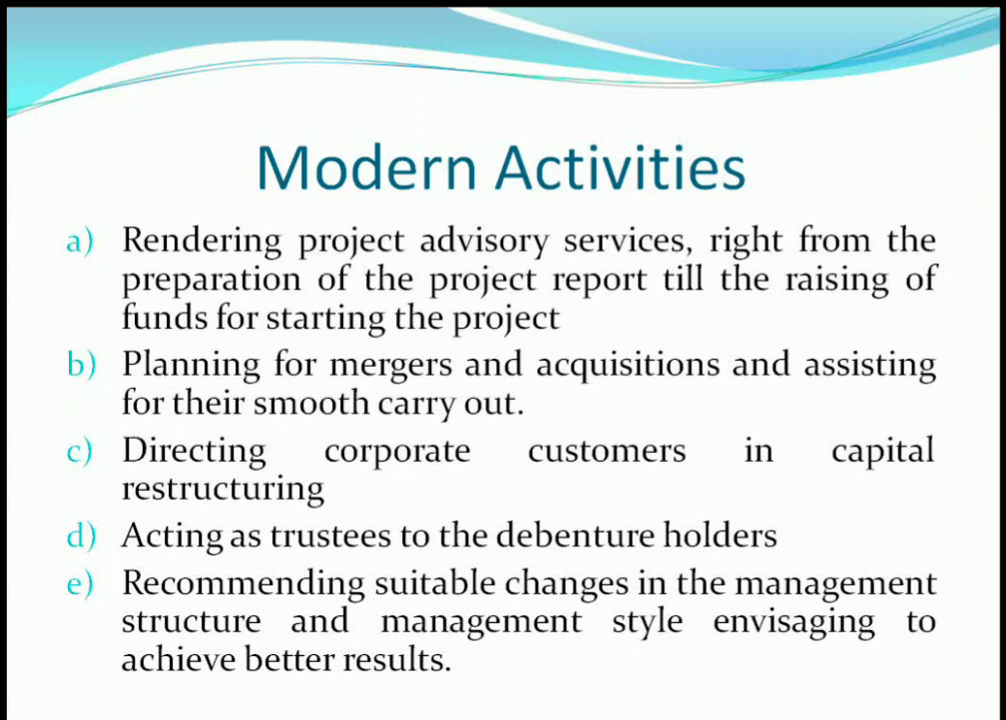 Modern Activities
a) Rendering project advisory services, right from the
preparation of the project report till the raising of
funds for starting the project
b) Planning for mergers and acquisitions and assisting
for their smooth carry out.
c) Directing corporate customers in capital
restructuring
d) Acting as trustees to the debenture holders
e) Recommending suitable changes in the management
structure and management style envisaging to
achieve better results.